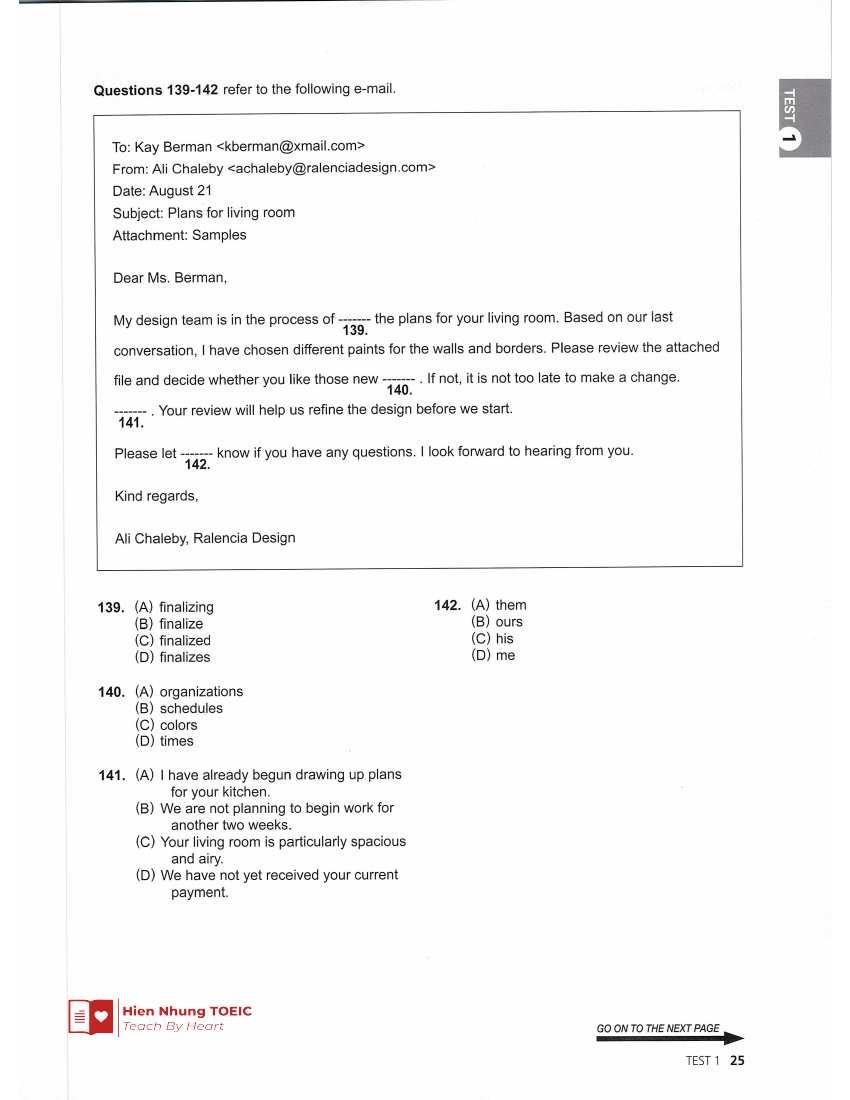 Questions 139-142 refer to the following e-mail.
TEST 1
To: Kay Berman <kberman@xmail.com>
From: Ali Chaleby <achaleby@ralenciadesign.com>
Date: August 21
Subject: Plans for living room
Attachment: Samples
Dear Ms. Berman,
My design team is in the process of ------- the plans for your living room. Based on our last
139.
conversation, I have chosen different paints for the walls and borders. Please review the attached
file and decide whether you like those new ------- . If not, it is not too late to make a change.
140.
------- . Your review will help us refine the design before we start.
141.
Please let ------- know if you have any questions. I look forward to hearing from you.
142.
Kind regards,
Ali Chaleby, Ralencia Design
139. (A) finalizing
(B) finalize
(C) finalized
(D) finalizes
140. (A) organizations
(B) schedules
(C) colors
(D) times
141. (A) I have already begun drawing up plans
for your kitchen.
(B) We are not planning to begin work for
another two weeks.
(C) Your living room is particularly spacious
and airy.
(D) We have not yet received your current
payment.
142. (A) them
(B) ours
(C) his
(D) me
Hien Nhung TOEIC
Teach By Heart
GO ON TO THE NEXT PAGE
TEST 1 25